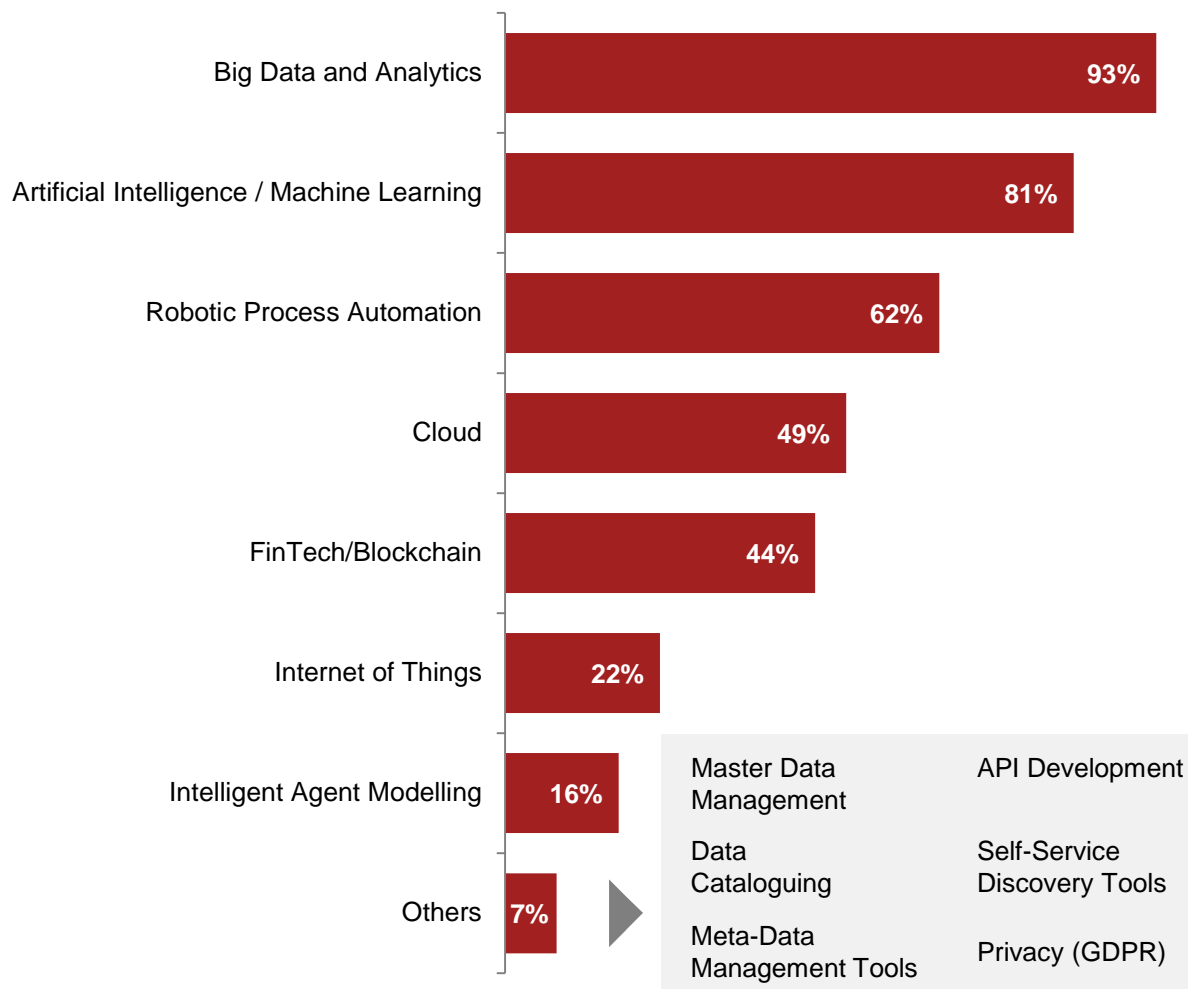 Big Data and Analytics
93%
Artificial Intelligence / Machine Learning
81%
Robotic Process Automation
62%
Cloud
49%
FinTech/Blockchain
44%
Internet of Things
22%
Intelligent Agent Modelling
16%
Others
7%
Master Data
Management
API Development
Data
Cataloguing
Self-Service
Discovery Tools
Meta-Data
Management Tools
Privacy (GDPR)